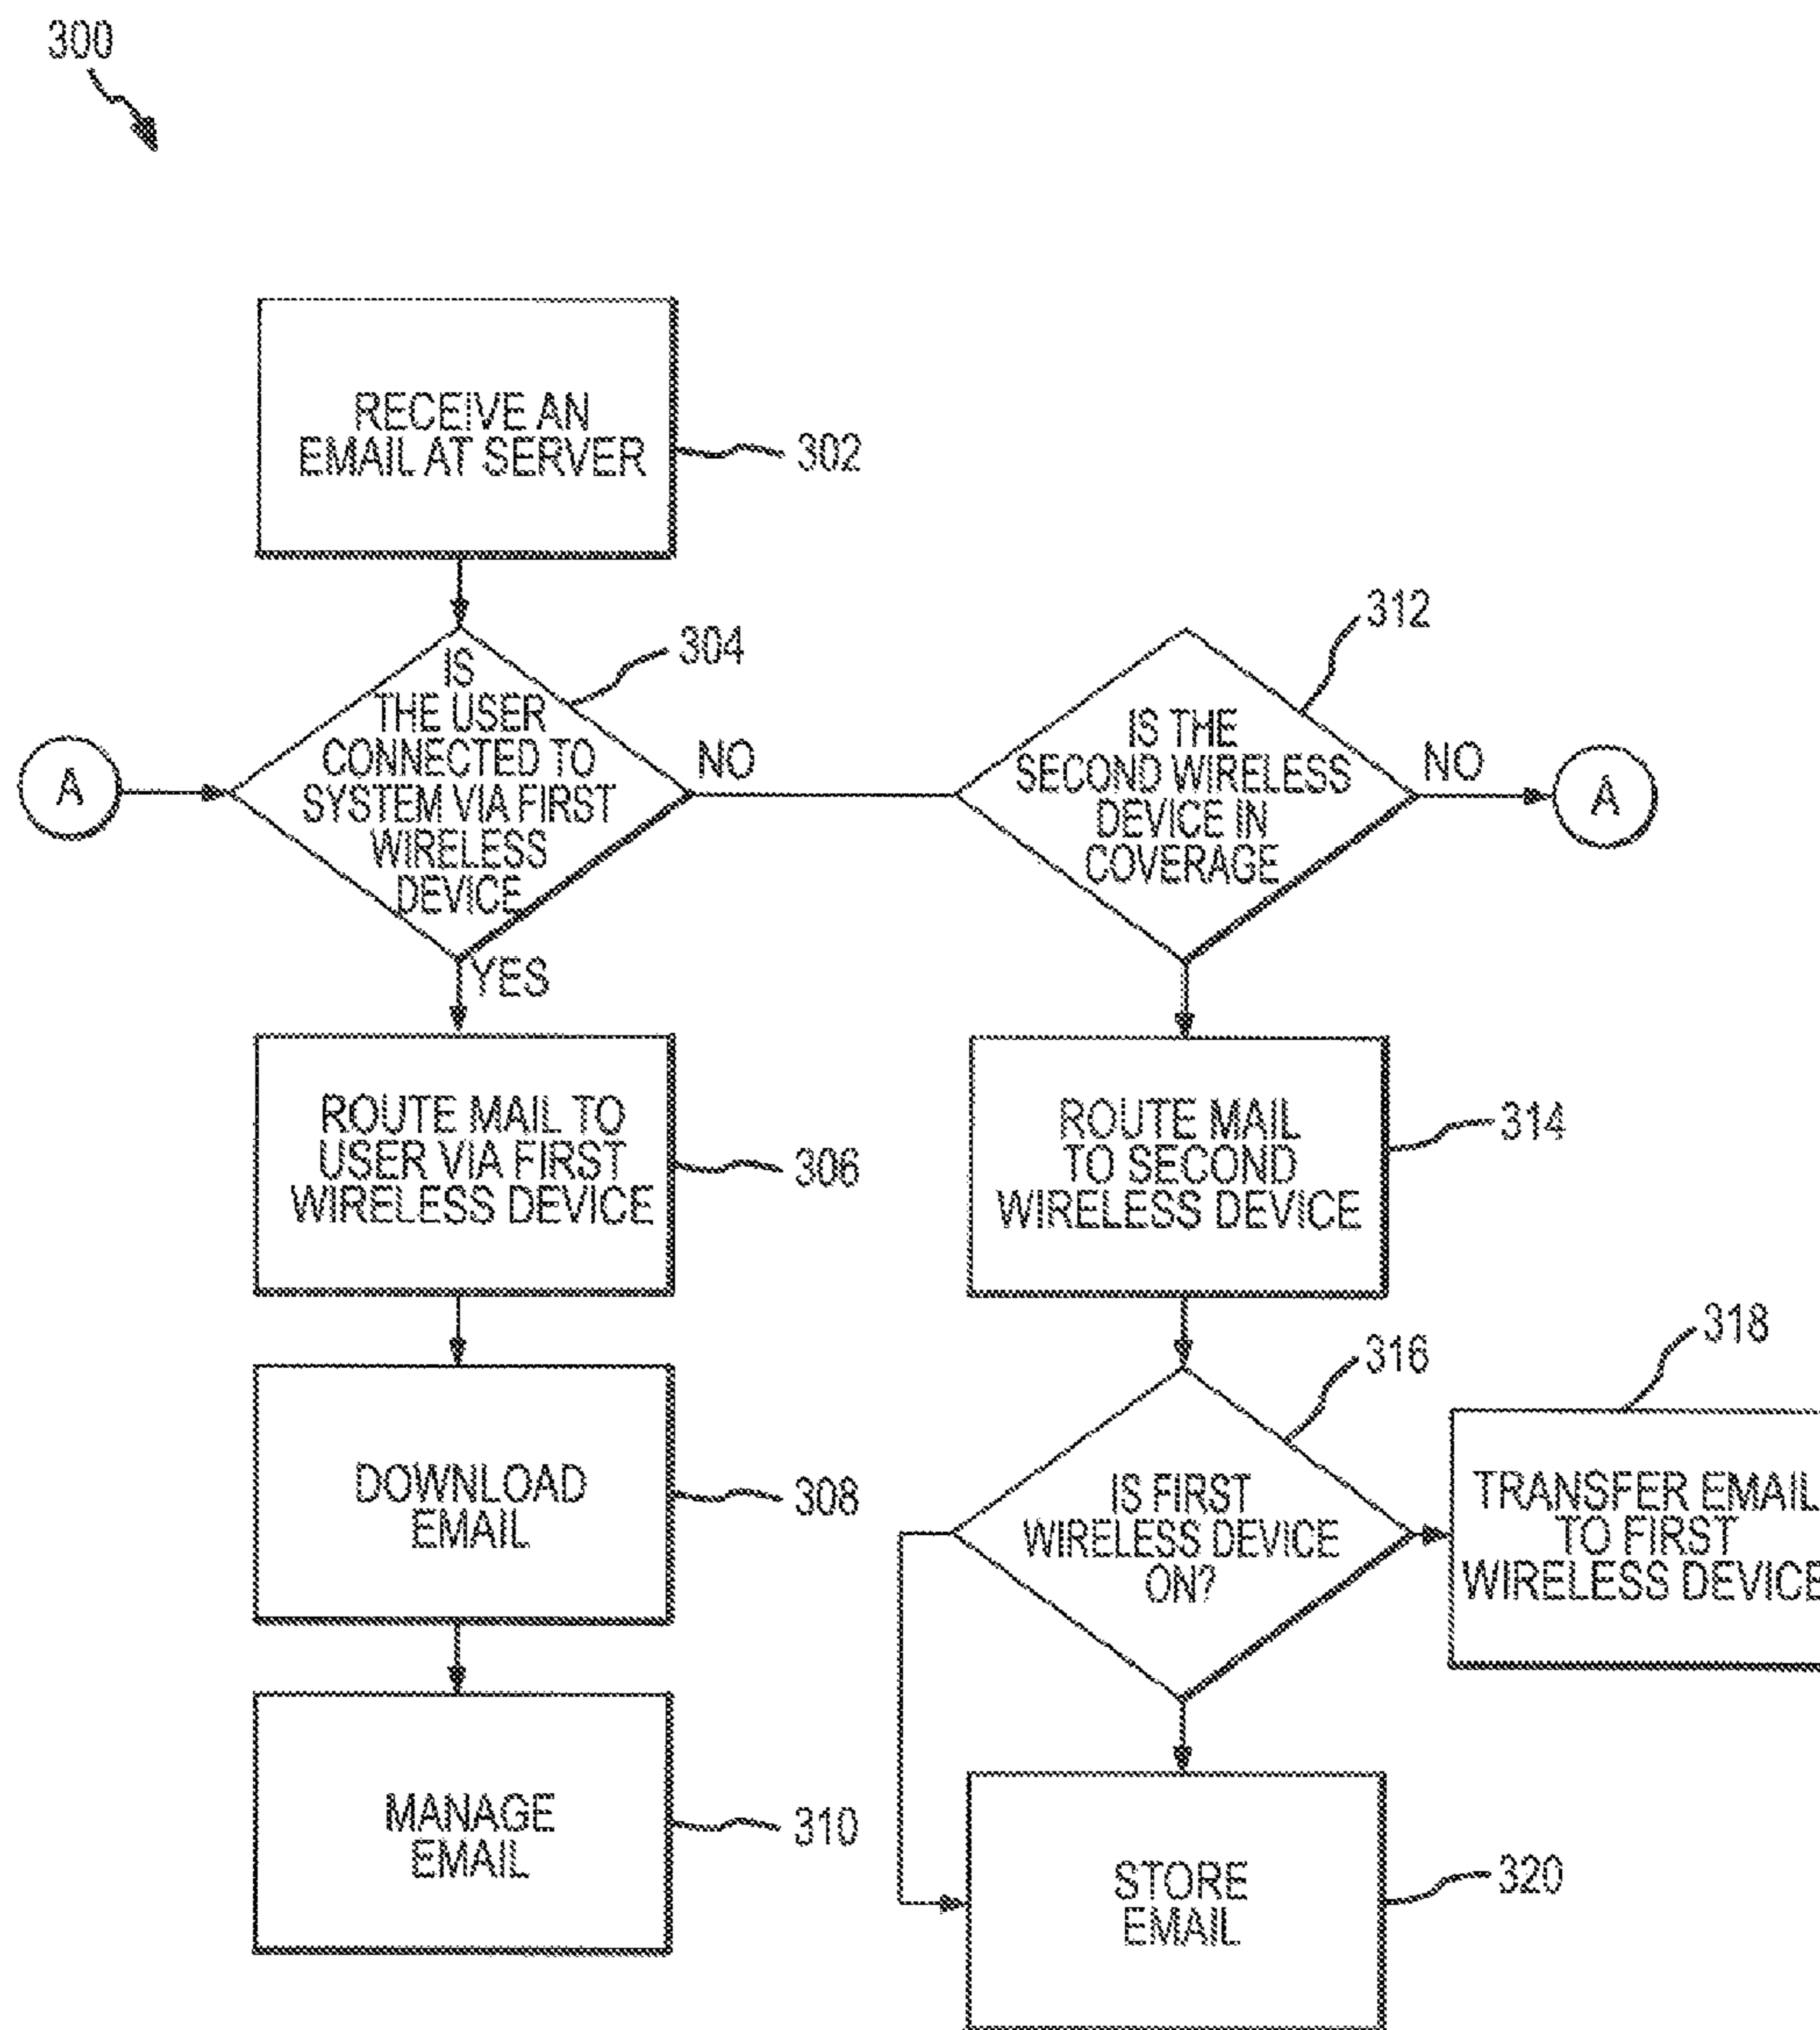 300
RECEIVE AN
EMAIL AT SERVER
302
IS
THE USER
CONNECTED TO
SYSTEM VIA FIRST
WIRELESS
DEVICE
304
A
NO
YES
IS THE
SECOND WIRELESS
DEVICE IN
COVERAGE
312
NO
A
ROUTE MAIL TO
USER VIA FIRST
WIRELESS DEVICE
306
ROUTE MAIL
TO SECOND
WIRELESS DEVICE
314
DOWNLOAD
EMAIL
308
IS FIRST
WIRELESS DEVICE
ON?
316
TRANSFER EMAIL
TO FIRST
WIRELESS DEVICE
318
MANAGE
EMAIL
310
STORE
EMAIL
320